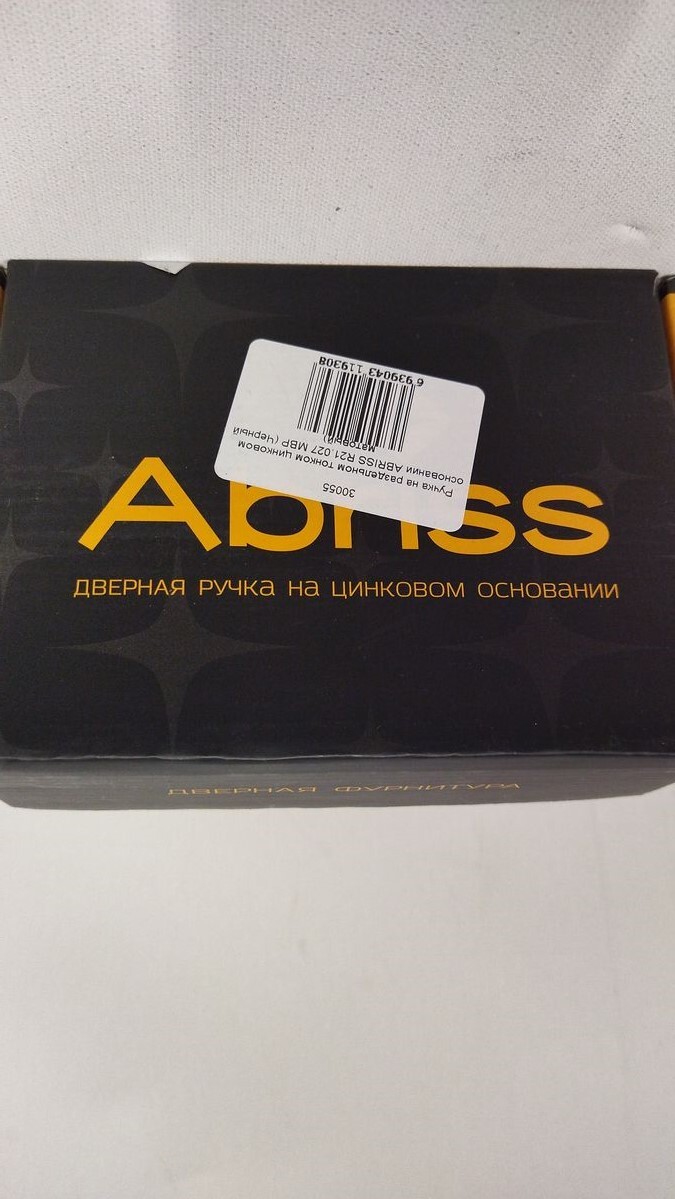 30055
Ручка на раздельном тонком цинковом
основании ABRISS R21.027 MBP (Черный
матовый)
6 939043 119308
Abriss
ДВЕРНАЯ РУЧКА НА ЦИНКОВОМ ОСНОВАНИИ
ДВЕРНАЯ ФУРНИТУРА